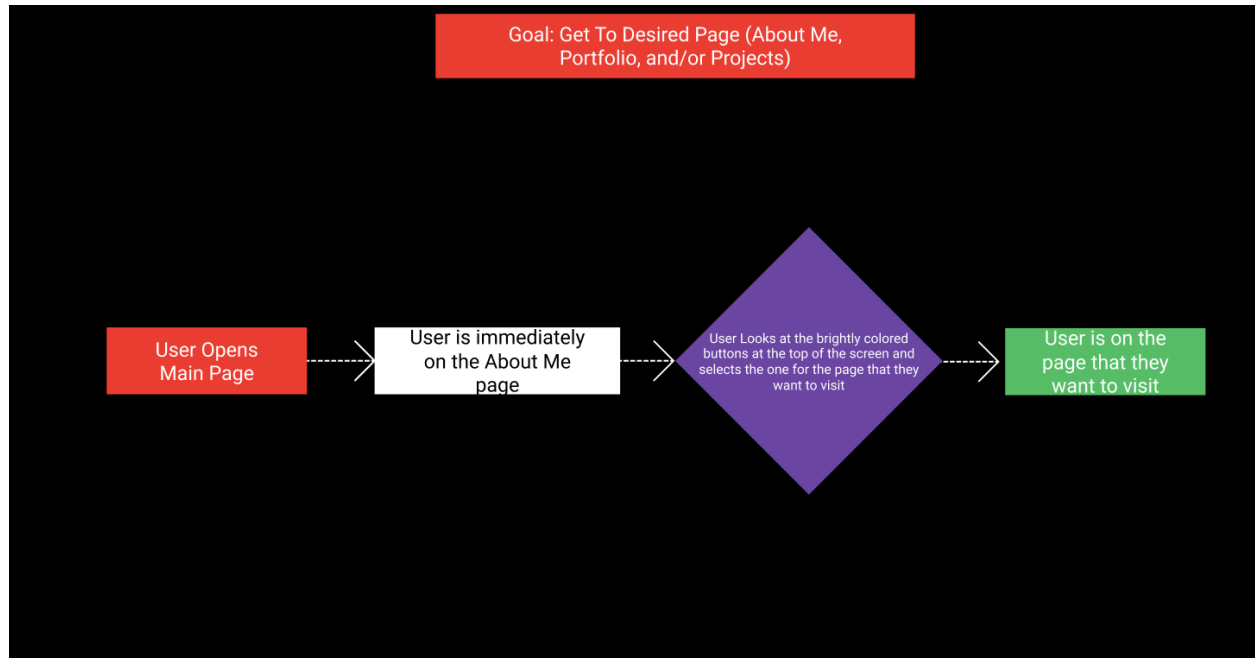 Goal: Get To Desired Page (About Me,
Portfolio, and/or Projects)
User Opens
Main Page
User is immediately
on the About Me
page
User Looks at the brightly colored
buttons at the top of the screen and
selects the one for the page that they
want to visit
User is on the
page that they
want to visit